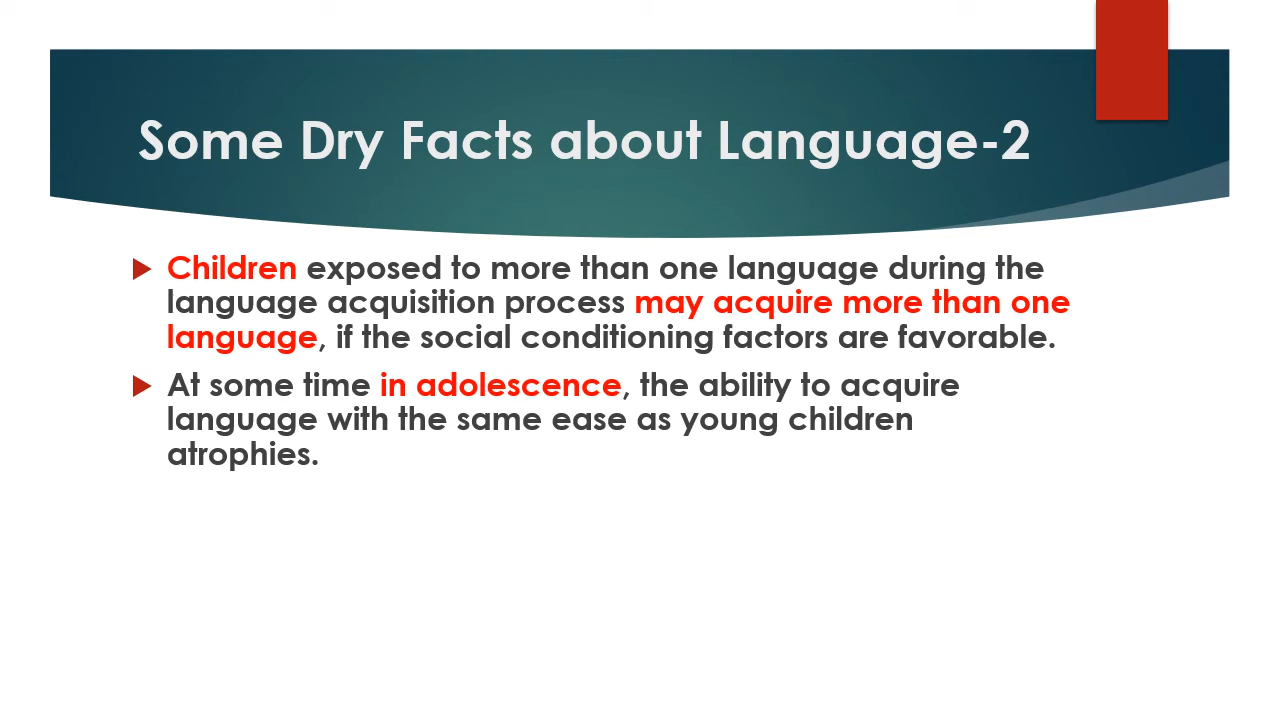 Some Dry Facts about Language-2
Children exposed to more than one language during the
language acquisition process may acquire more than one
language, if the social conditioning factors are favorable.
At some time in adolescence, the ability to acquire
language with the same ease as young children
atrophies.